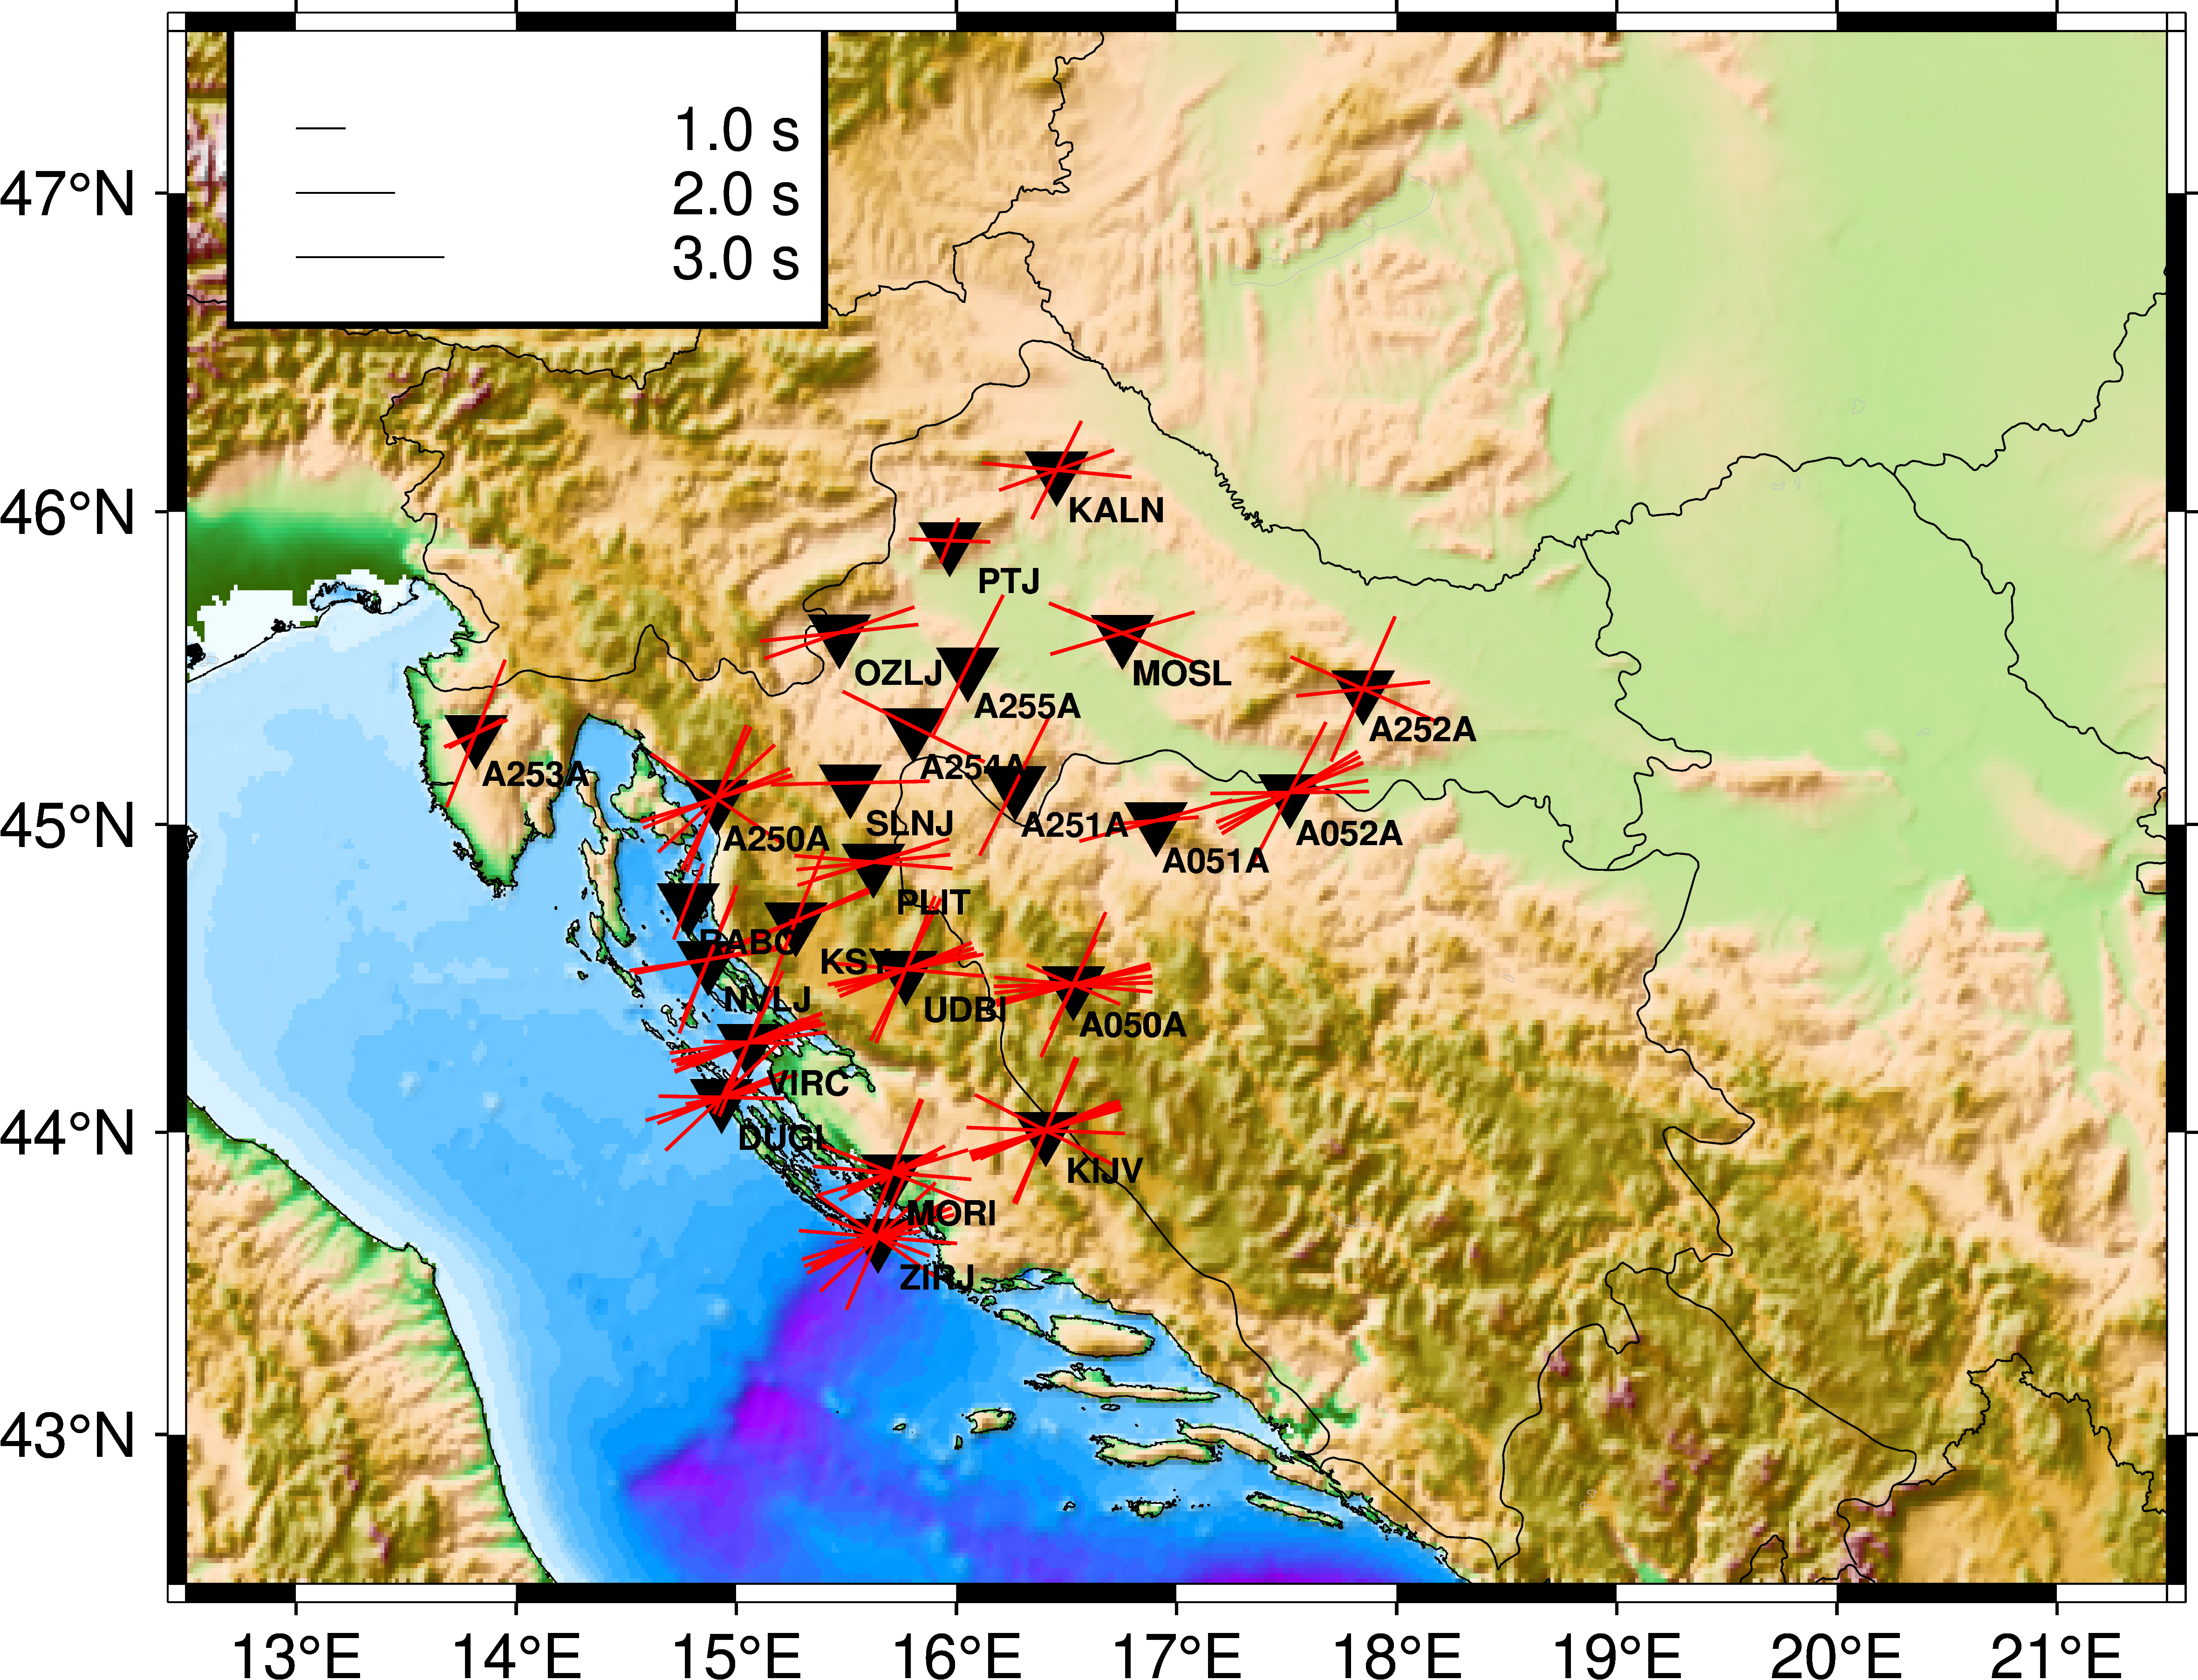 1.0 s
2.0 s
3.0 s
47°N
46°N
45°N
44°N
43°N
KALN
PTJ
OZLJ
MOSL
A255A
A252A
A254A
A253A
SLNJ
A251A
A250A
A052A
A051A
PLIT
RABC
KSY
NVLJ
UDBI
A050A
VIRC
DUGI
KIJV
MORI
ZIRJ
13°E 14°E 15°E 16°E 17°E 18°E 19°E 20°E 21°E